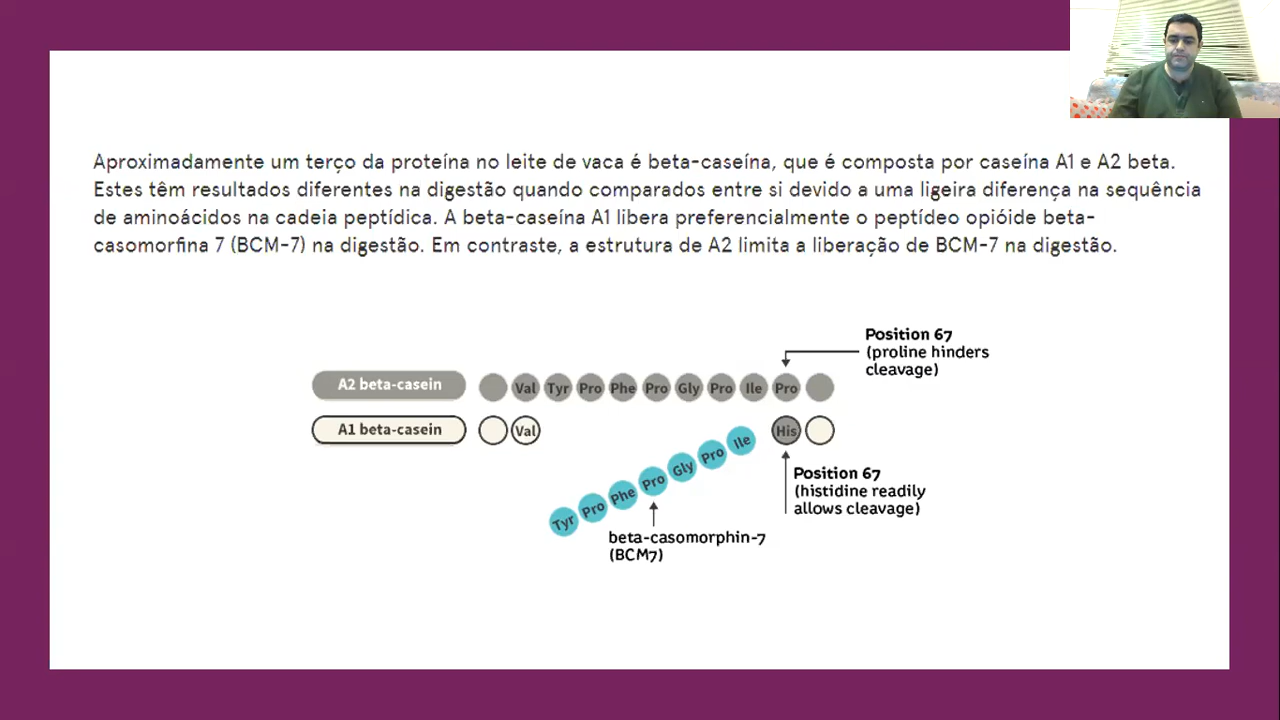 Aproximadamente um terço da proteína no leite de vaca é beta-caseína, que é composta por caseína A1 e A2 beta.
Estes têm resultados diferentes na digestão quando comparados entre si devido a uma ligeira diferença na sequência
de aminoácidos na cadeia peptídica. A beta-caseína A1 libera preferencialmente o peptídeo opióide beta-
casomorfina 7 (BCM-7) na digestão. Em contraste, a estrutura de A2 limita a liberação de BCM-7 na digestão.
Position 67
(proline hinders
cleavage)
A2 beta-casein Val Tyr Pro Phe Pro Gly Pro Ile Pro
A1 beta-casein Val His
Tyr Pro Phe Pro Gly Pro Ile
Position 67
(histidine readily
allows cleavage)
beta-casomorphin-7
(BCM7)